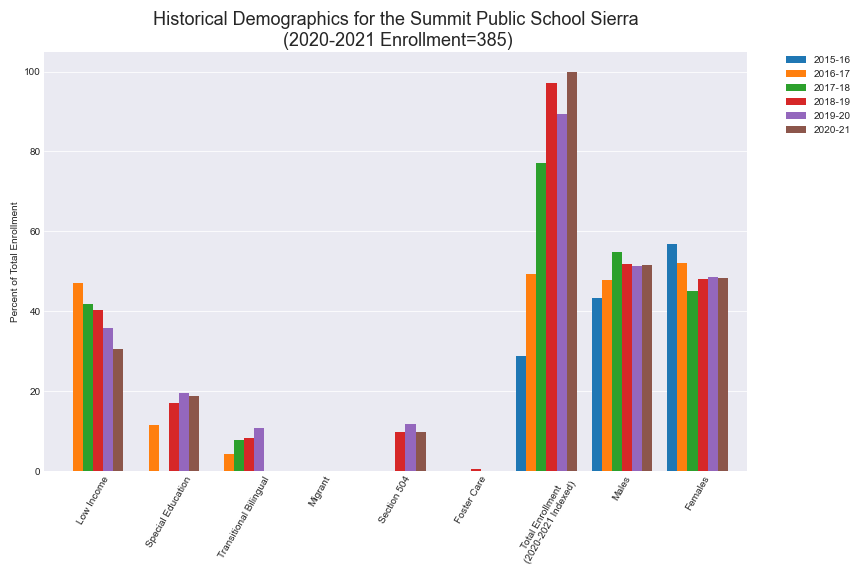 Historical Demographics for the Summit Public School Sierra
(2020-2021 Enrollment=385)
2015-16
2016-17
2017-18
2018-19
2019-20
2020-21
Percent of Total Enrollment
100
80
60
40
20
0
Low Income
Special Education
Transitional Bilingual
Migrant
Section 504
Foster Care
Total Enrollment
(2020-2021 Indexed)
Males
Females